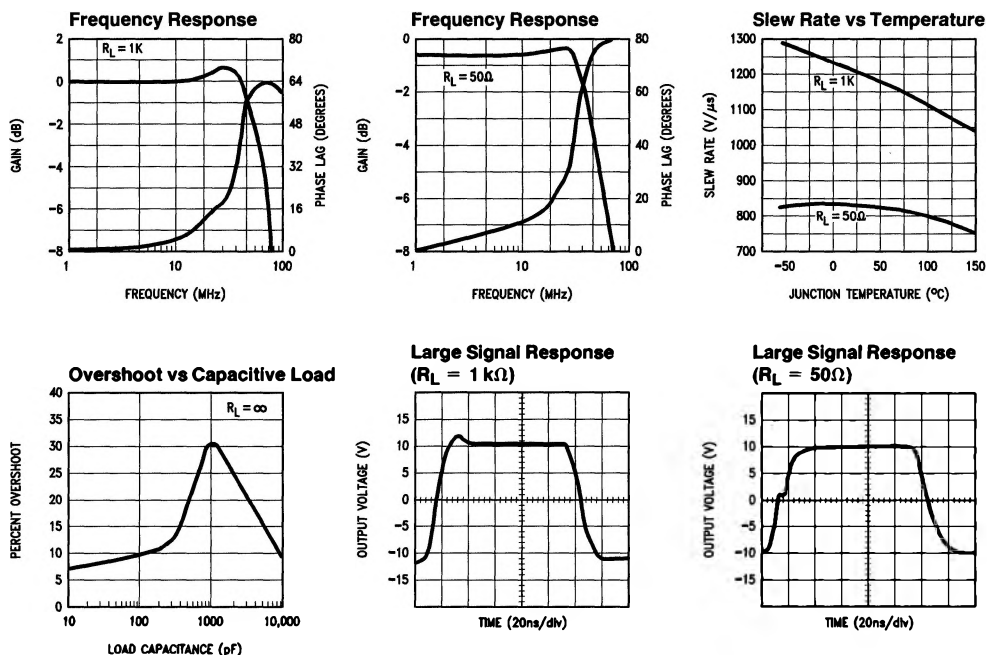 Frequency Response
R_L = 1K
GAIN (dB)
2
0
−2
−4
−6
−8
80
64
48
32
16
0
PHASE LAG (DEGREES)
1
10
100
FREQUENCY (MHz)
Frequency Response
R_L = 50Ω
GAIN (dB)
0
−2
−4
−6
−8
80
60
40
20
0
PHASE LAG (DEGREES)
1
10
100
FREQUENCY (MHz)
Slew Rate vs Temperature
SLEW RATE (V/μs)
1300
1200
1100
1000
900
800
700
R_L = 1K
R_L = 50Ω
−50
0
50
100
150
JUNCTION TEMPERATURE (°C)
Overshoot vs Capacitive Load
R_L = ∞
PERCENT OVERSHOOT
40
35
30
25
20
15
10
5
0
10
100
1000
10,000
LOAD CAPACITANCE (pF)
Large Signal Response
(R_L = 1 kΩ)
OUTPUT VOLTAGE (V)
15
10
5
0
−5
−10
−15
TIME (20ns/div)
Large Signal Response
(R_L = 50Ω)
OUTPUT VOLTAGE (V)
15
10
5
0
−5
−10
−15
TIME (20ns/div)